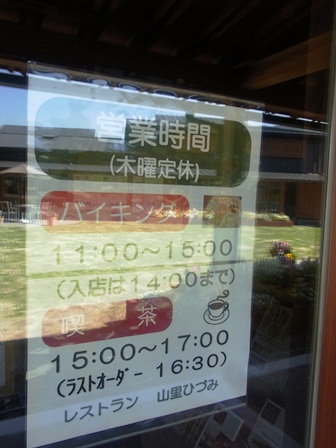 営業時間
(木曜定休)
バイキング
11:00～15:00
(入店は14:00まで)
喫茶
15:00～17:00
(ラストオーダー 16:30)
レストラン 山里ひづみ